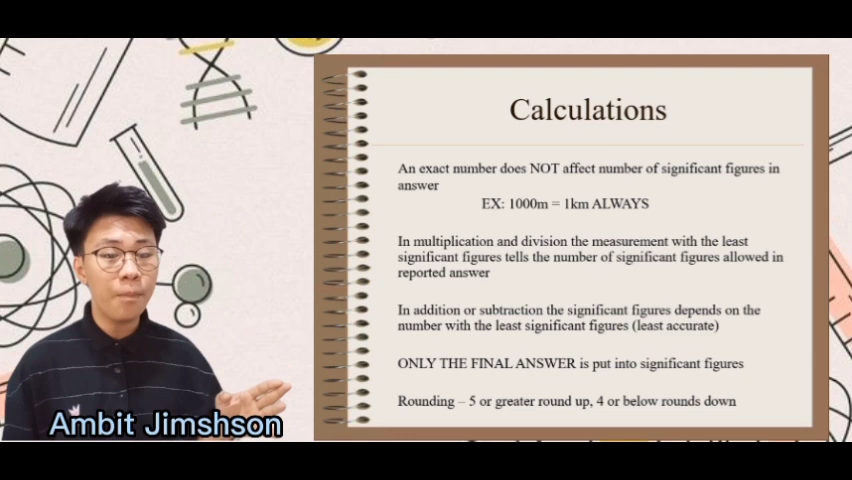 Calculations
An exact number does NOT affect number of significant figures in
answer
EX: 1000m = 1km ALWAYS
In multiplication and division the measurement with the least
significant figures tells the number of significant figures allowed in
reported answer
In addition or subtraction the significant figures depends on the
number with the least significant figures (least accurate)
ONLY THE FINAL ANSWER is put into significant figures
Rounding – 5 or greater round up, 4 or below rounds down
Ambit Jimshson